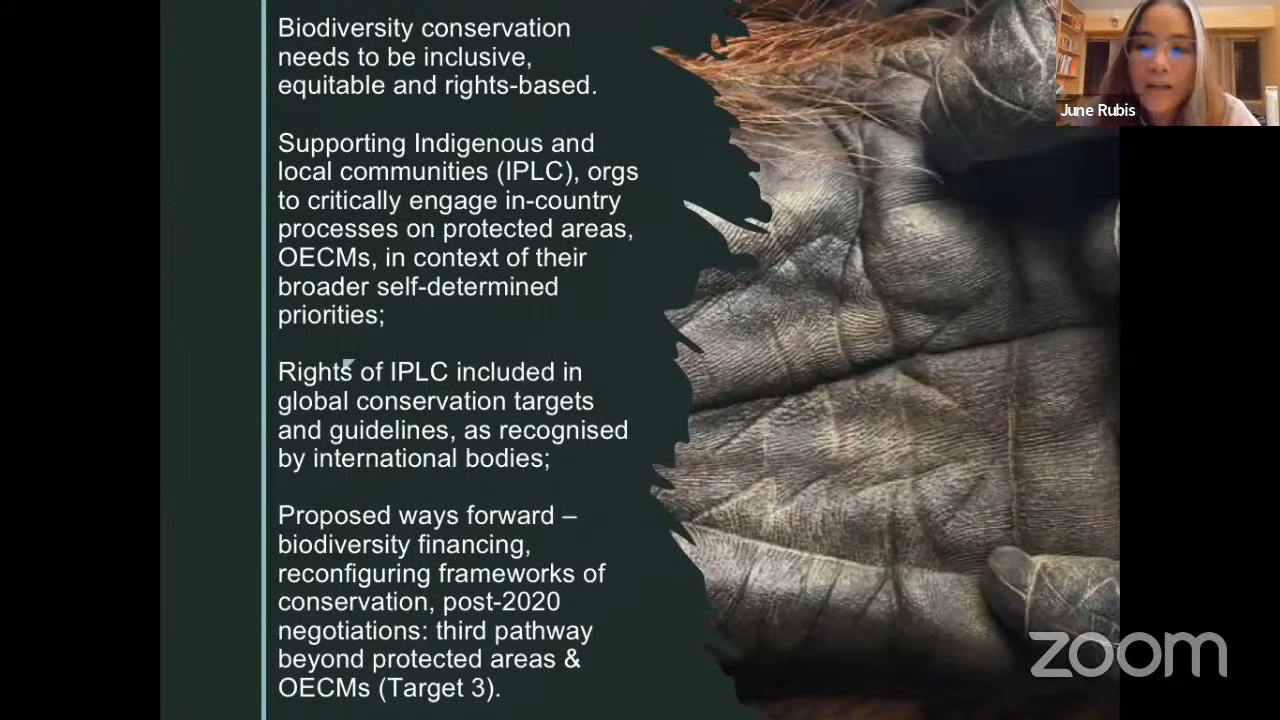 Biodiversity conservation
needs to be inclusive,
equitable and rights-based.
Supporting Indigenous and
local communities (IPLC), orgs
to critically engage in-country
processes on protected areas,
OECMs, in context of their
broader self-determined
priorities;
Rights of IPLC included in
global conservation targets
and guidelines, as recognised
by international bodies;
Proposed ways forward –
biodiversity financing,
reconfiguring frameworks of
conservation, post-2020
negotiations: third pathway
beyond protected areas &
OECMs (Target 3).
June Rubis
zoom